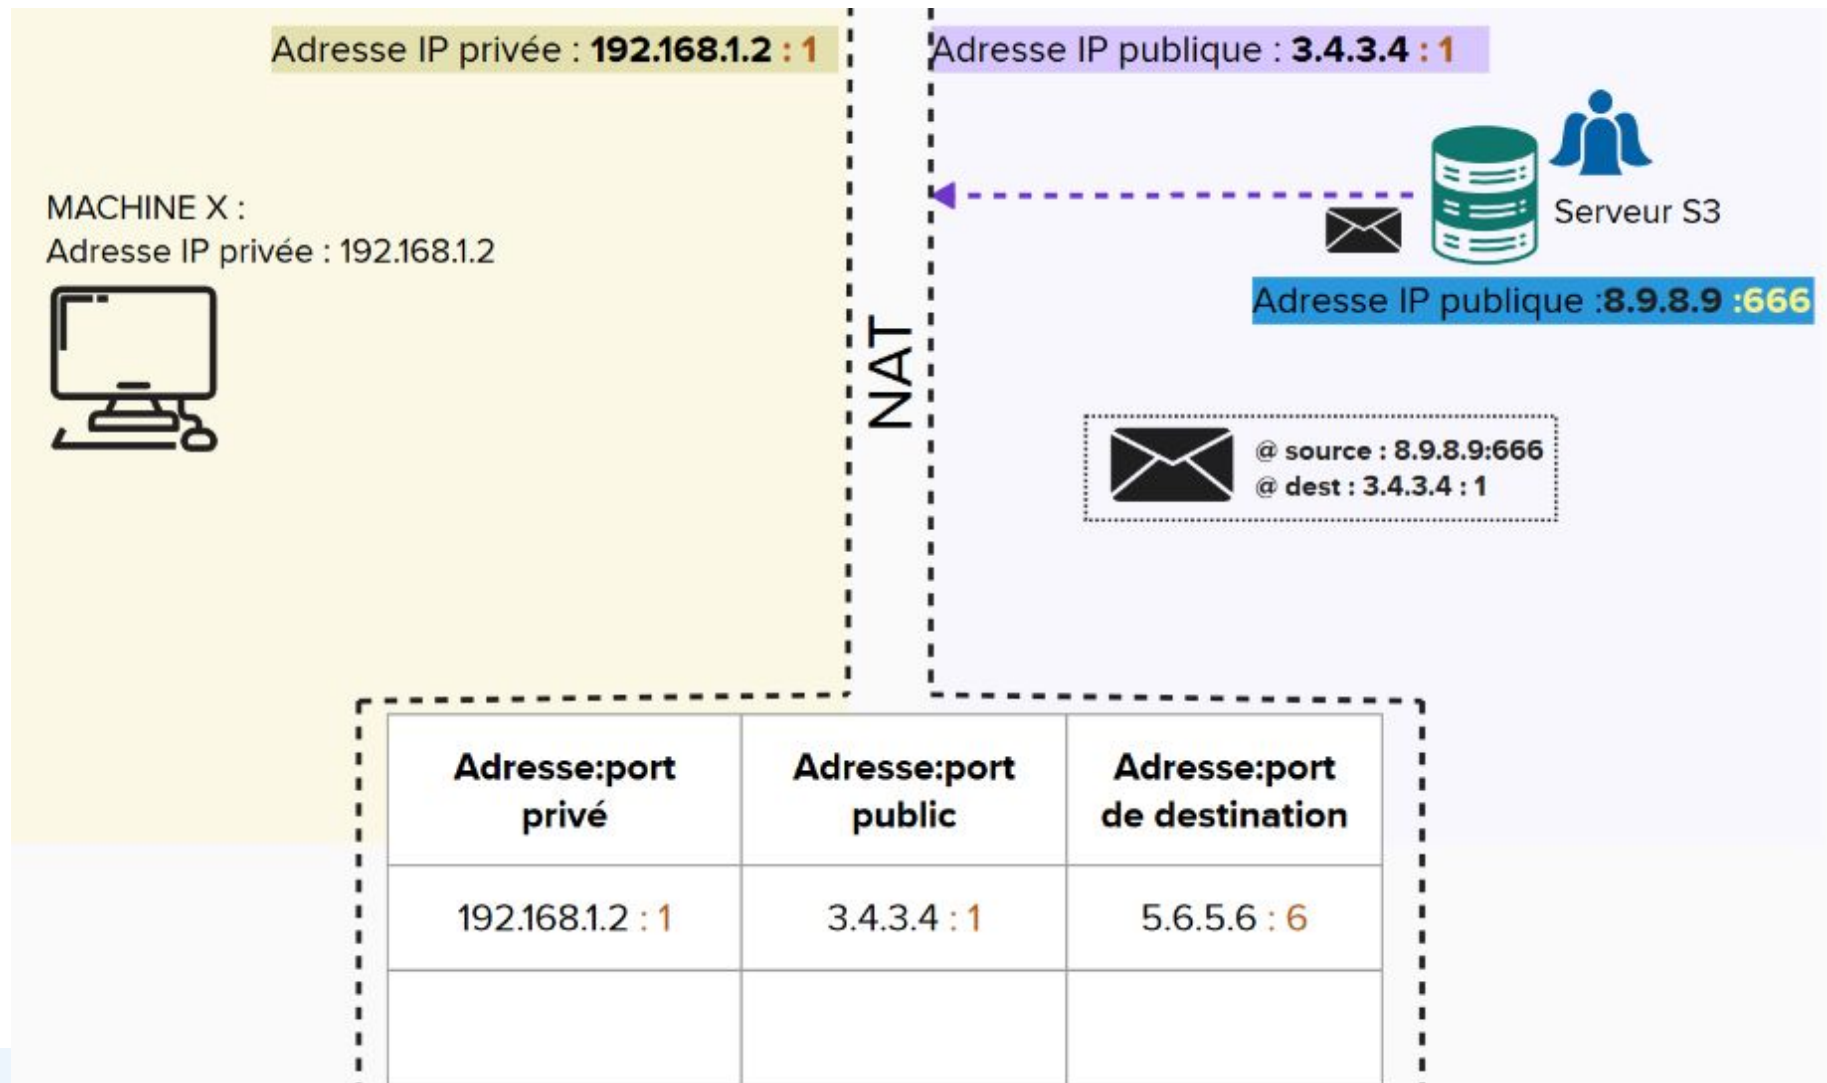 Adresse IP privée : 192.168.1.2 : 1
Adresse IP publique : 3.4.3.4 : 1
MACHINE X :
Adresse IP privée : 192.168.1.2
Serveur S3
Adresse IP publique :8.9.8.9 :666
NAT
@ source : 8.9.8.9:666
@ dest : 3.4.3.4 : 1
Adresse:port
privé
Adresse:port
public
Adresse:port
de destination
192.168.1.2 : 1
3.4.3.4 : 1
5.6.5.6 : 6